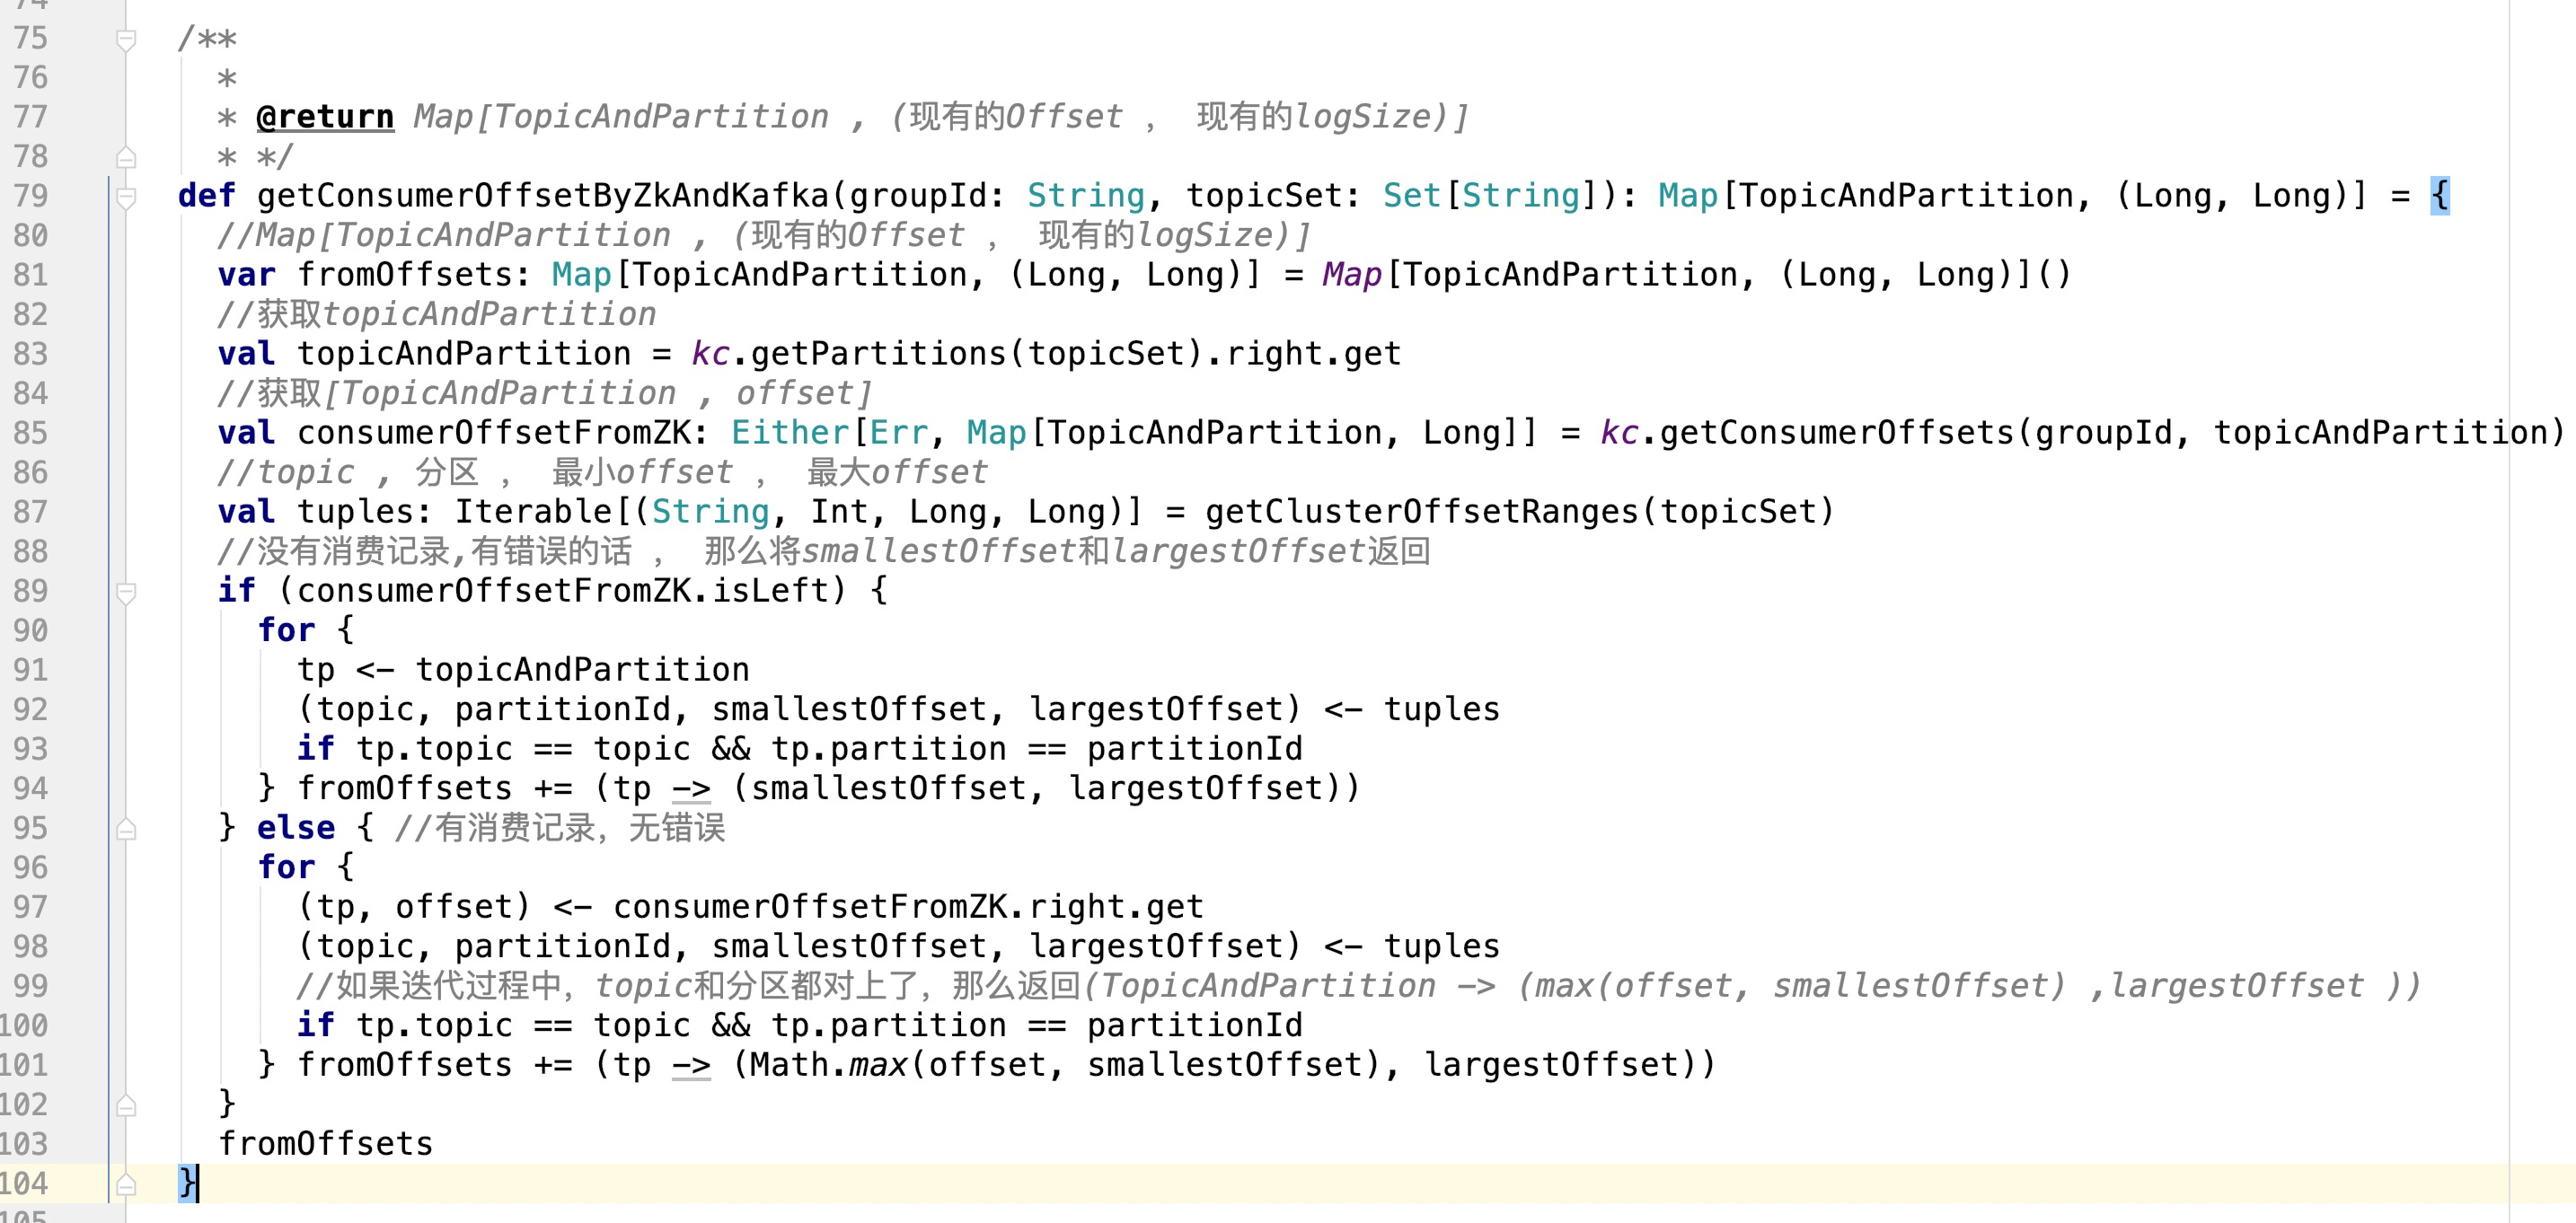 75 /**
76 *
77 * @return Map[TopicAndPartition , (现有的Offset , 现有的logSize)]
78 * */
79 def getConsumerOffsetByZkAndKafka(groupId: String, topicSet: Set[String]): Map[TopicAndPartition, (Long, Long)] = {
80 //Map[TopicAndPartition , (现有的Offset , 现有的logSize)]
81 var fromOffsets: Map[TopicAndPartition, (Long, Long)] = Map[TopicAndPartition, (Long, Long)]()
82 //获取topicAndPartition
83 val topicAndPartition = kc.getPartitions(topicSet).right.get
84 //获取[TopicAndPartition , offset]
85 val consumerOffsetFromZK: Either[Err, Map[TopicAndPartition, Long]] = kc.getConsumerOffsets(groupId, topicAndPartition)
86 //topic , 分区 , 最小offset , 最大offset
87 val tuples: Iterable[(String, Int, Long, Long)] = getClusterOffsetRanges(topicSet)
88 //没有消费记录,有错误的话 , 那么将smallestOffset和largestOffset返回
89 if (consumerOffsetFromZK.isLeft) {
90 for {
91 tp <- topicAndPartition
92 (topic, partitionId, smallestOffset, largestOffset) <- tuples
93 if tp.topic == topic && tp.partition == partitionId
94 } fromOffsets += (tp -> (smallestOffset, largestOffset))
95 } else { //有消费记录，无错误
96 for {
97 (tp, offset) <- consumerOffsetFromZK.right.get
98 (topic, partitionId, smallestOffset, largestOffset) <- tuples
99 //如果迭代过程中，topic和分区都对上了，那么返回(TopicAndPartition -> (max(offset, smallestOffset) ,largestOffset ))
100 if tp.topic == topic && tp.partition == partitionId
101 } fromOffsets += (tp -> (Math.max(offset, smallestOffset), largestOffset))
102 }
103 fromOffsets
104 }